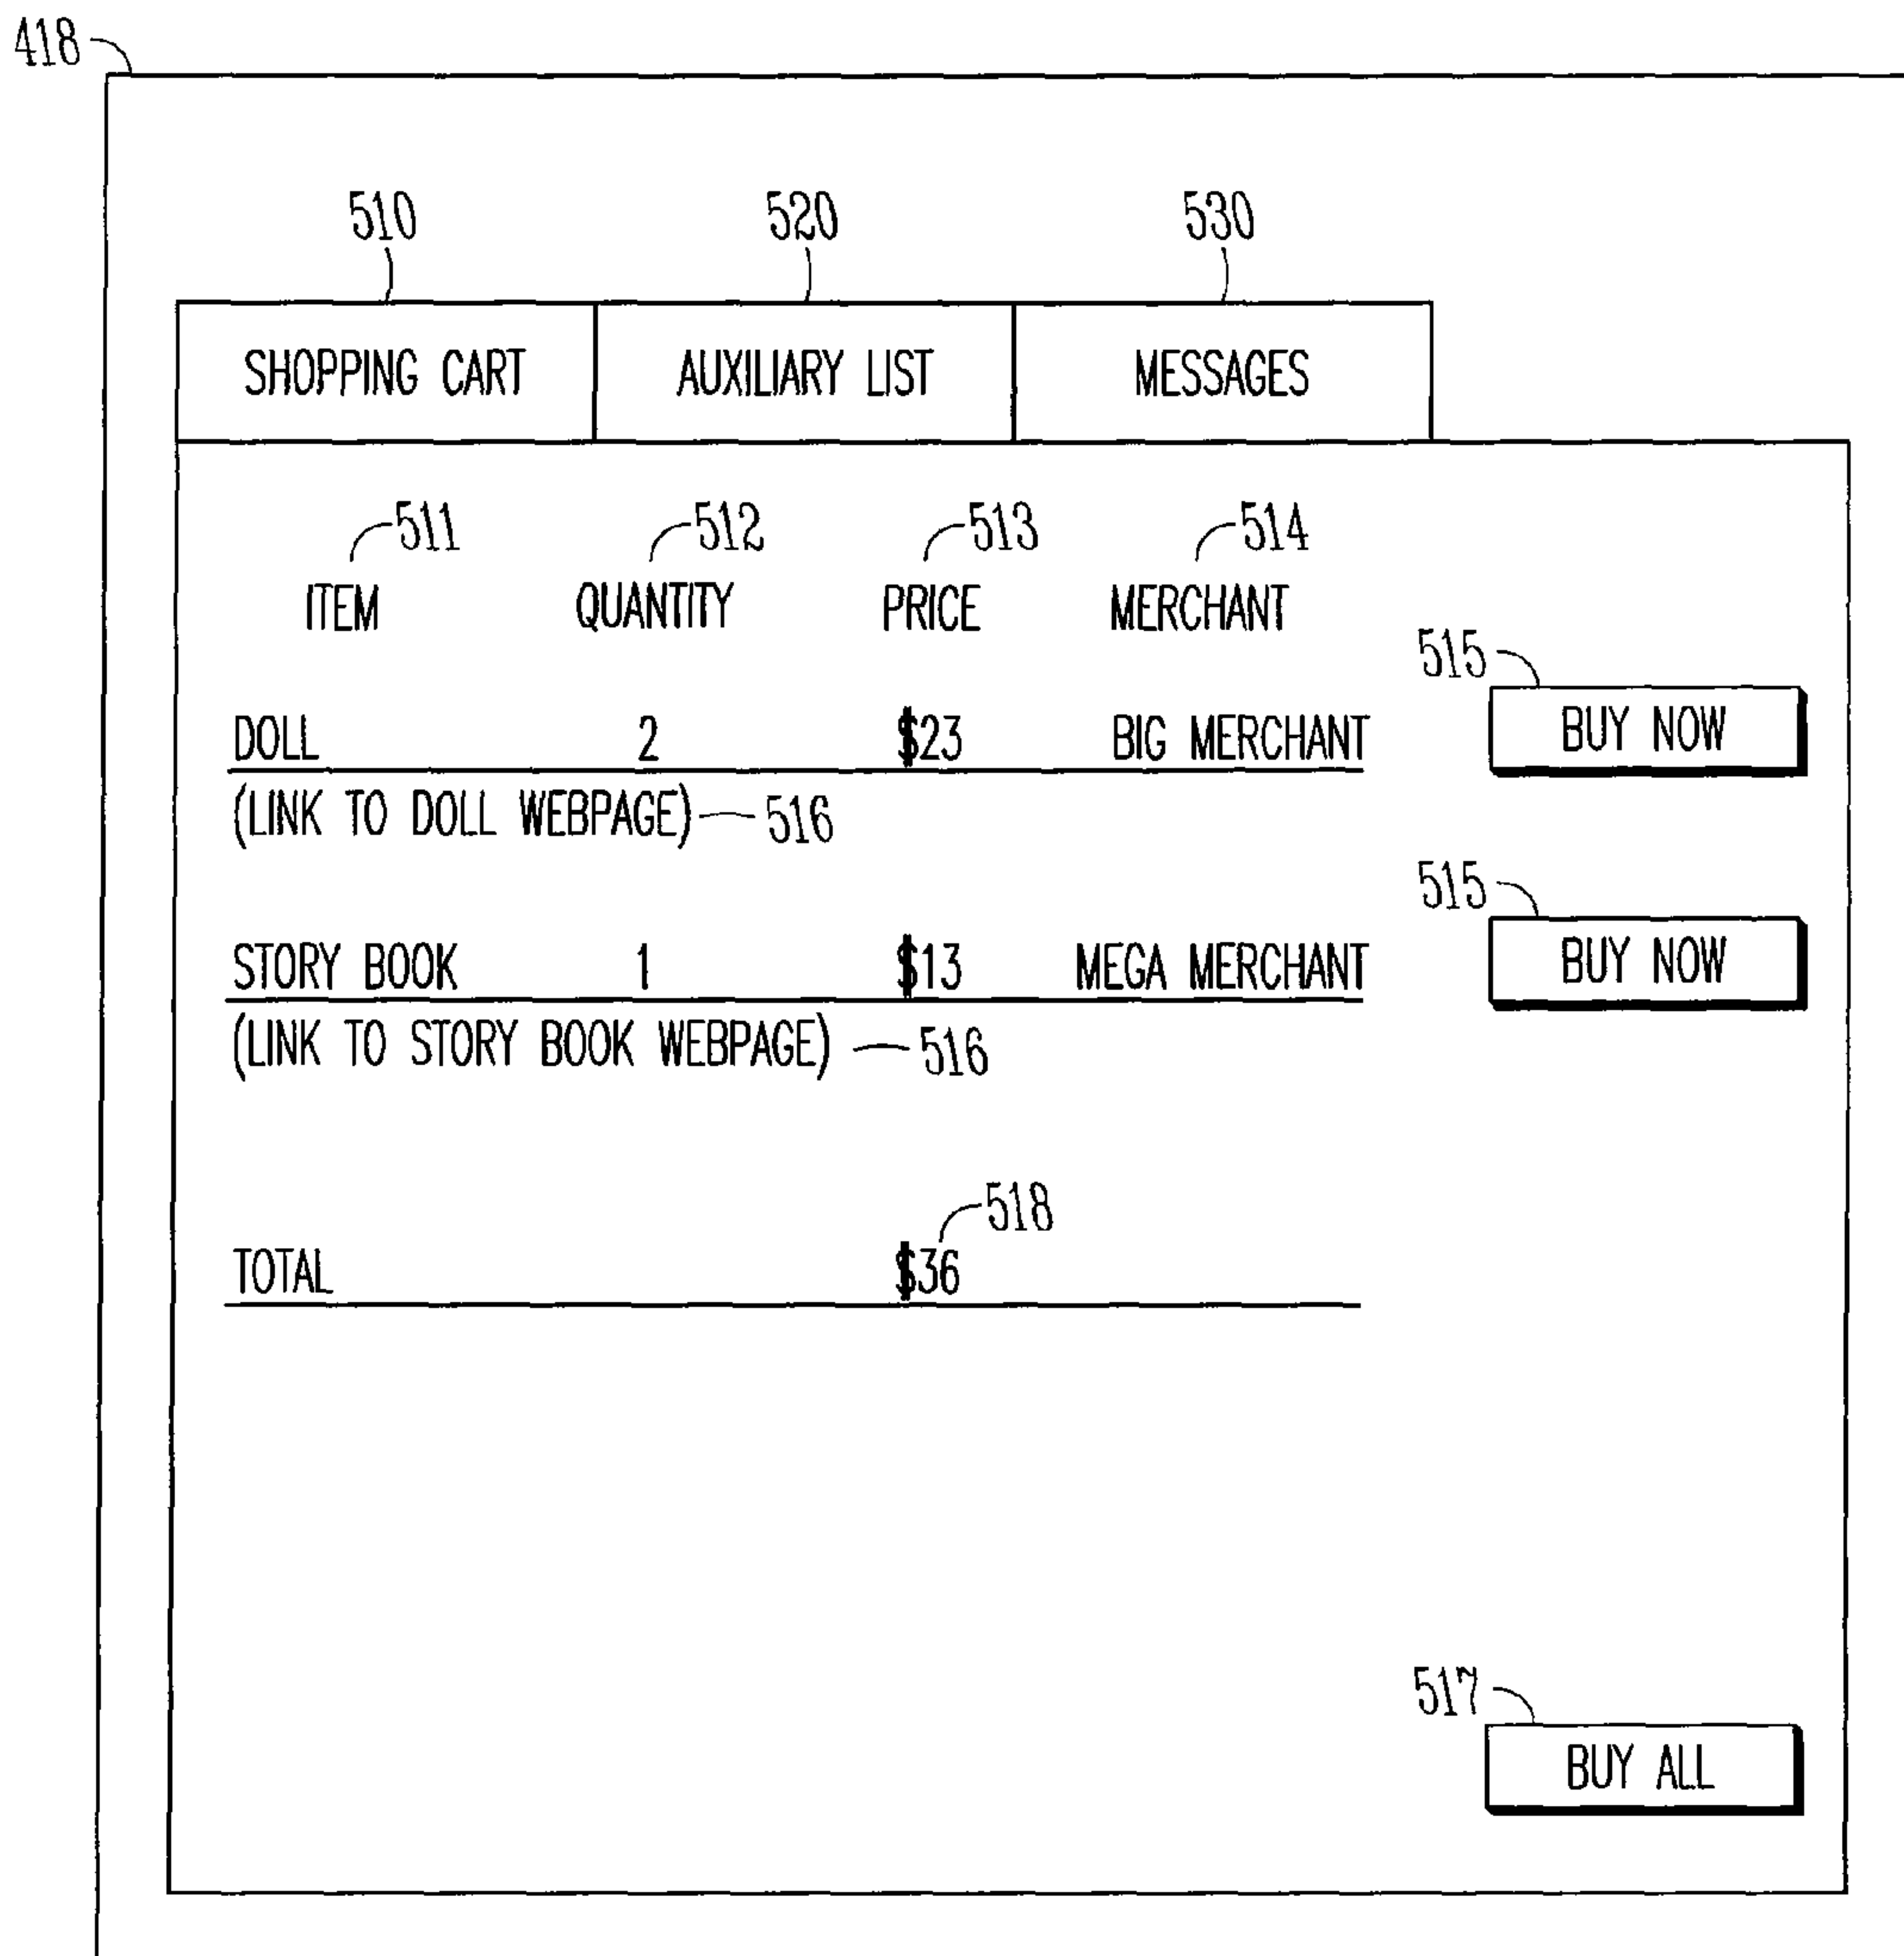 418
510 520 530
SHOPPING CART AUXILIARY LIST MESSAGES
511 512 513 514
ITEM QUANTITY PRICE MERCHANT
515
DOLL 2 $23 BIG MERCHANT BUY NOW
(LINK TO DOLL WEBPAGE) 516
515
STORY BOOK 1 $13 MEGA MERCHANT BUY NOW
(LINK TO STORY BOOK WEBPAGE) 516
518
TOTAL $36
517
BUY ALL